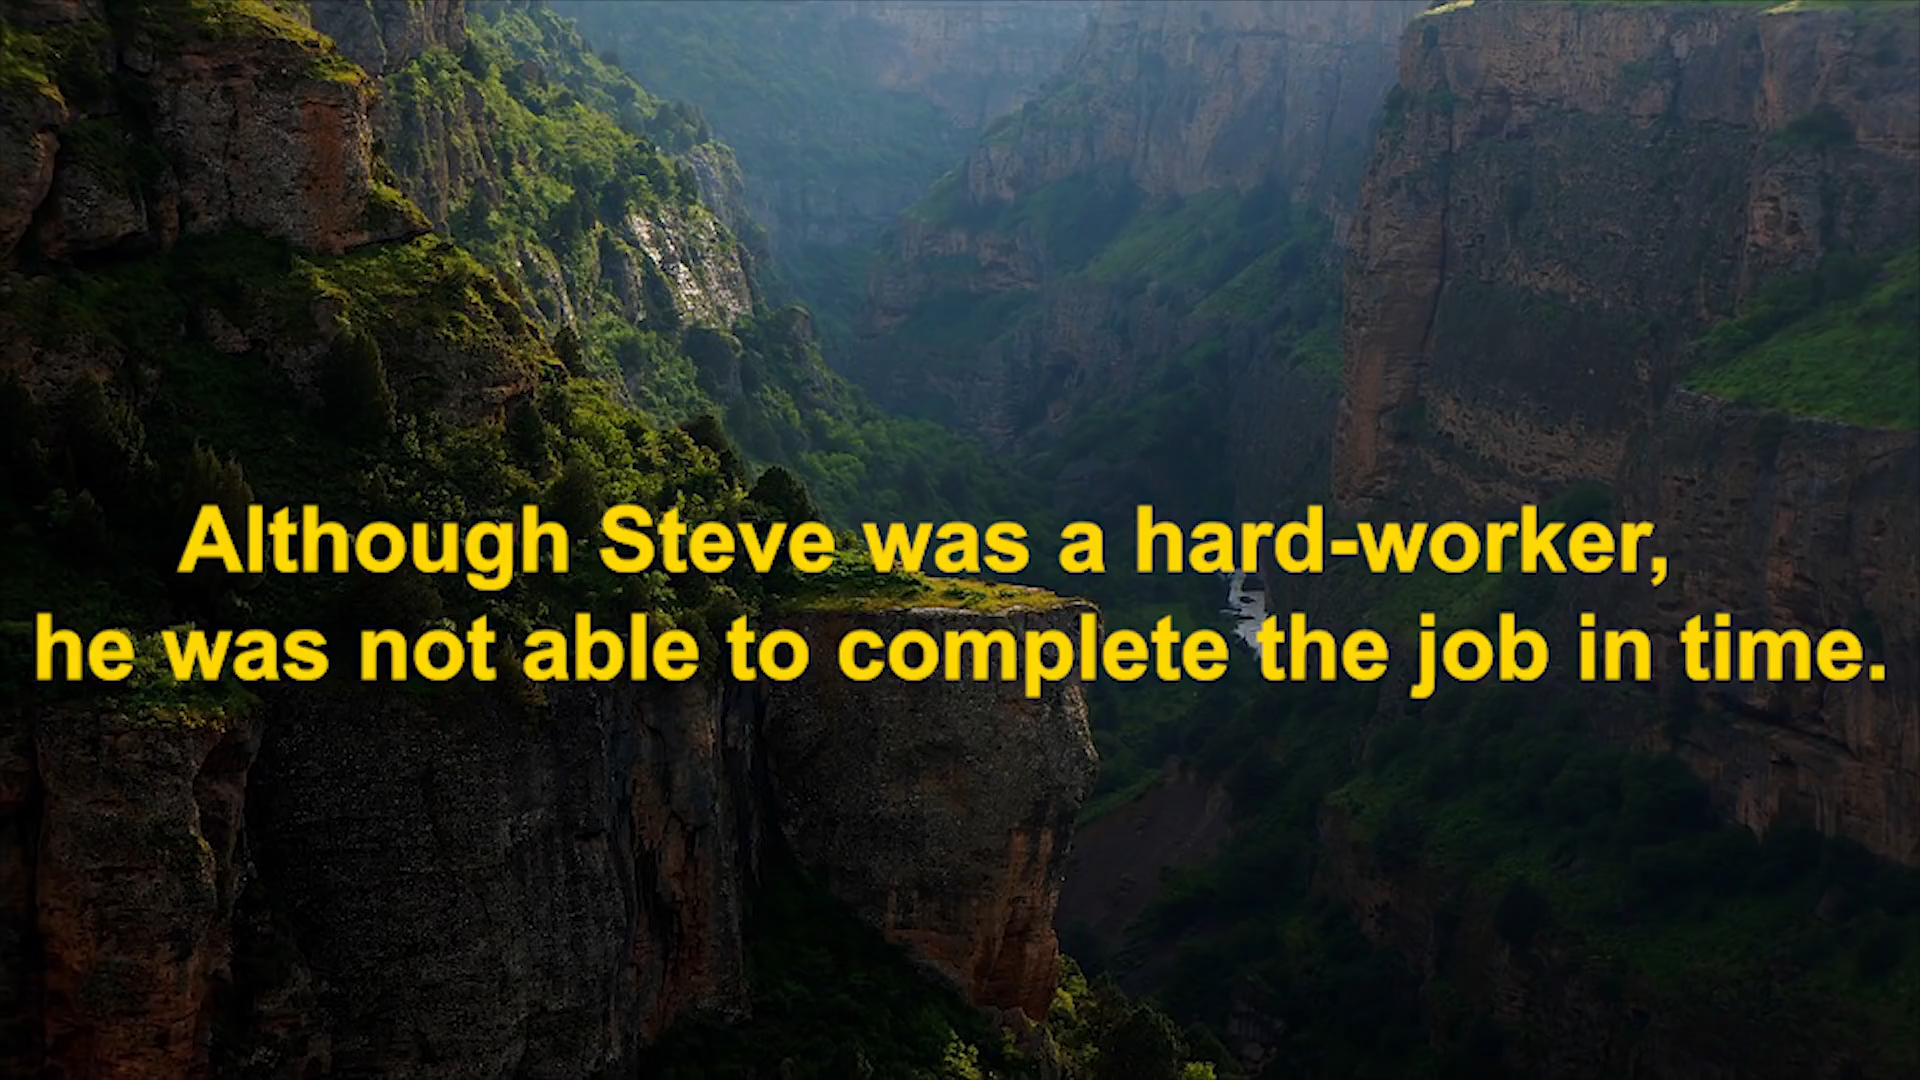 Although Steve was a hard-worker,
he was not able to complete the job in time.